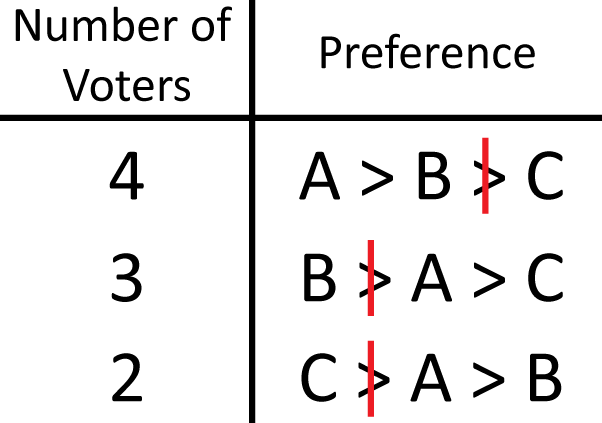 Number of Voters Preference
4 A > B > C
3 B > A > C
2 C > A > B